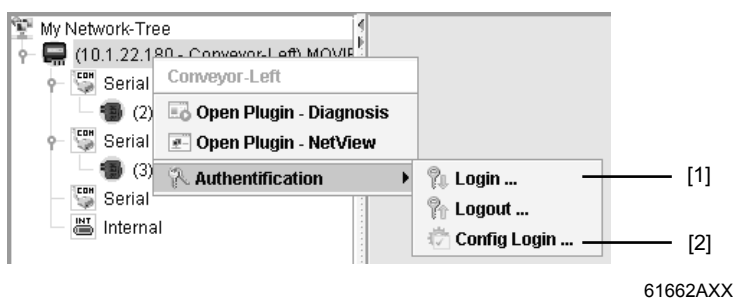 My Network-Tree
(10.1.22.180 - Conveyor-Left) MOVIF
Serial
Conveyor-Left
(2)
Open Plugin - Diagnosis
Serial
Open Plugin - NetView
(3)
Authentification
Login ...
[1]
Serial
Logout ...
Internal
Config Login ...
[2]
61662AXX